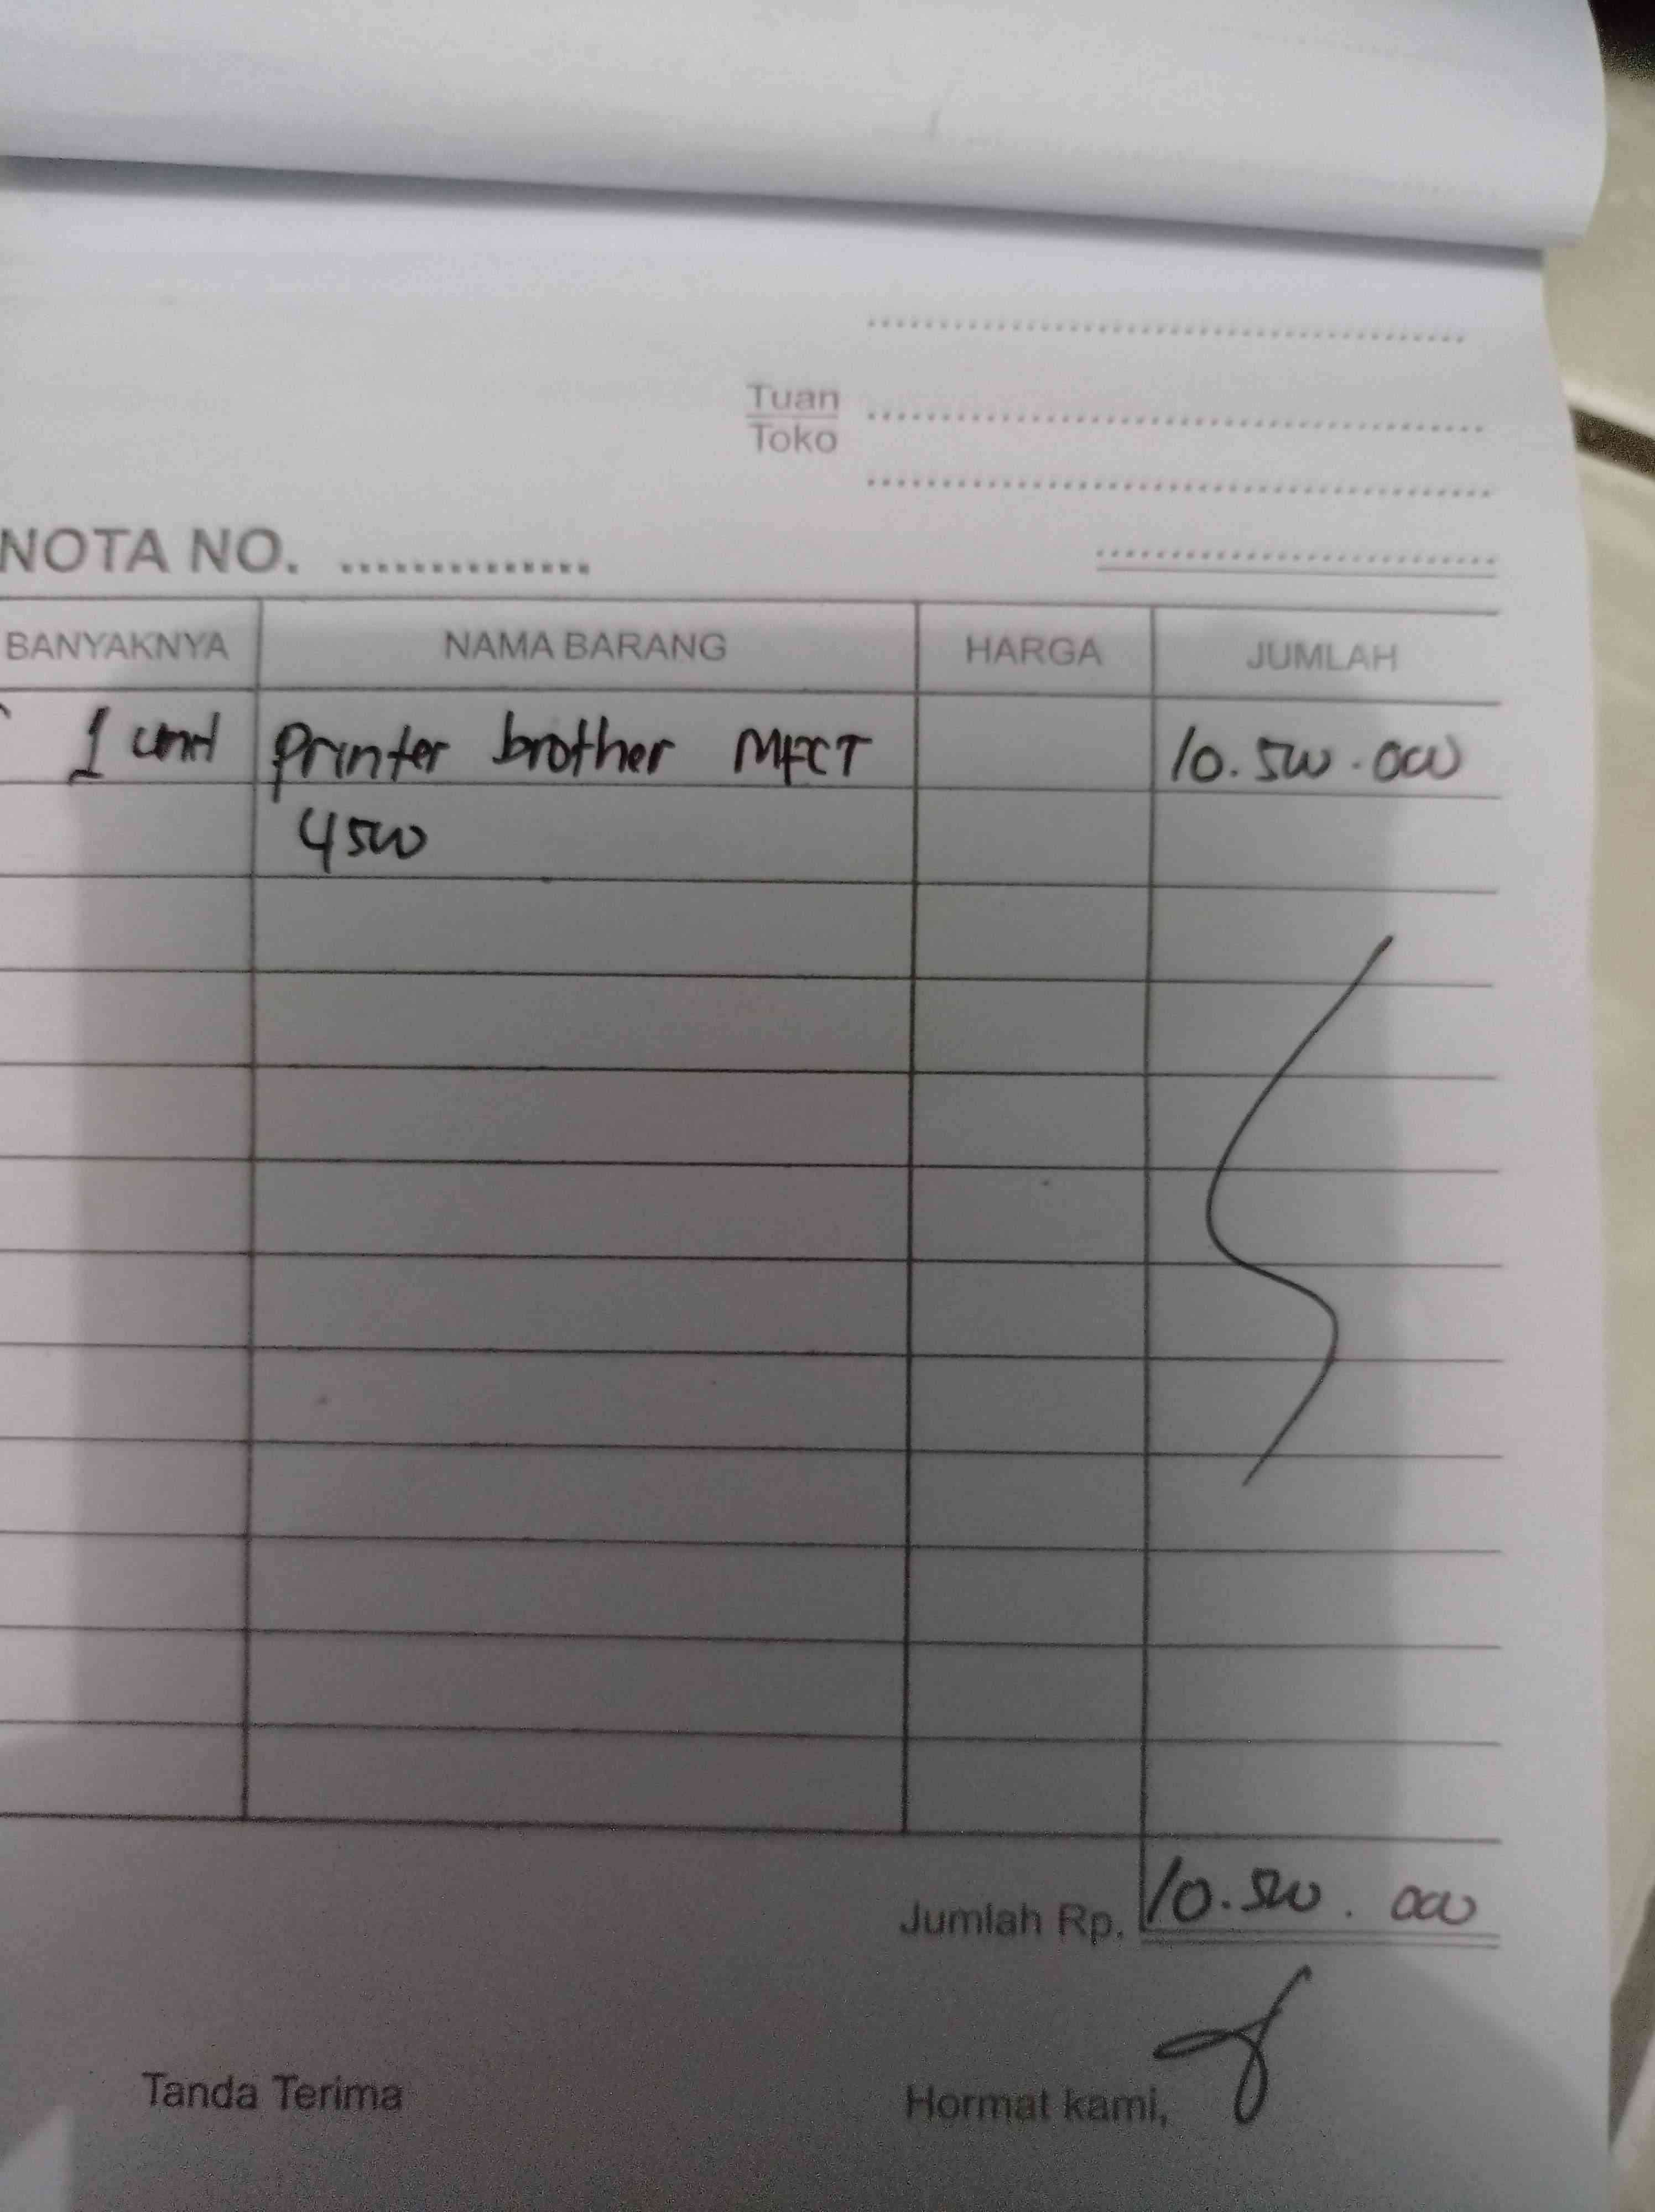 Tuan
Toko
NOTA NO. ..............
BANYAKNYA NAMA BARANG HARGA JUMLAH
1 unit printer brother MFCT 10.500.000
4500
Jumlah Rp. 10.500.000
Tanda Terima Hormat kami,